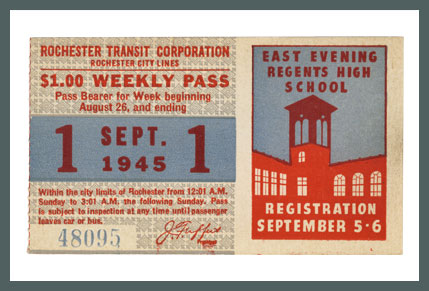 ROCHESTER TRANSIT CORPORATION
ROCHESTER CITY LINES
$1.00 WEEKLY PASS
Pass Bearer for Week beginning
August 26, and ending
1 SEPT. 1
1945
Within the city limits of Rochester from 12:01 A.M.
Sunday to 3:01 A.M. the following Sunday. Pass
is subject to inspection at any time until passenger
leaves car or bus.
48095
President
EAST EVENING
REGENTS HIGH
SCHOOL
REGISTRATION
SEPTEMBER 5-6